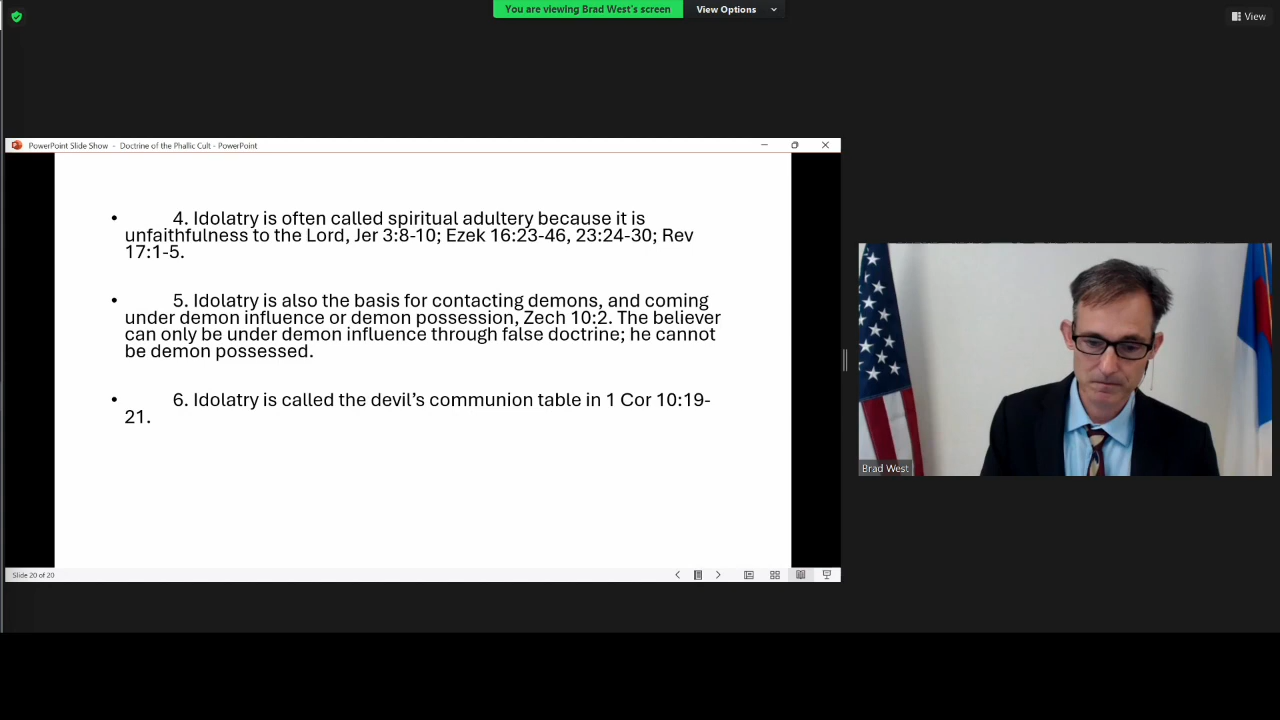 You are viewing Brad West's screen
View Options
View
PowerPoint Slide Show - Doctrine of the Phallic Cult - PowerPoint
• 4. Idolatry is often called spiritual adultery because it is
unfaithfulness to the Lord, Jer 3:8-10; Ezek 16:23-46, 23:24-30; Rev
17:1-5.
• 5. Idolatry is also the basis for contacting demons, and coming
under demon influence or demon possession, Zech 10:2. The believer
can only be under demon influence through false doctrine; he cannot
be demon possessed.
• 6. Idolatry is called the devil’s communion table in 1 Cor 10:19-
21.
Brad West
Slide 20 of 20